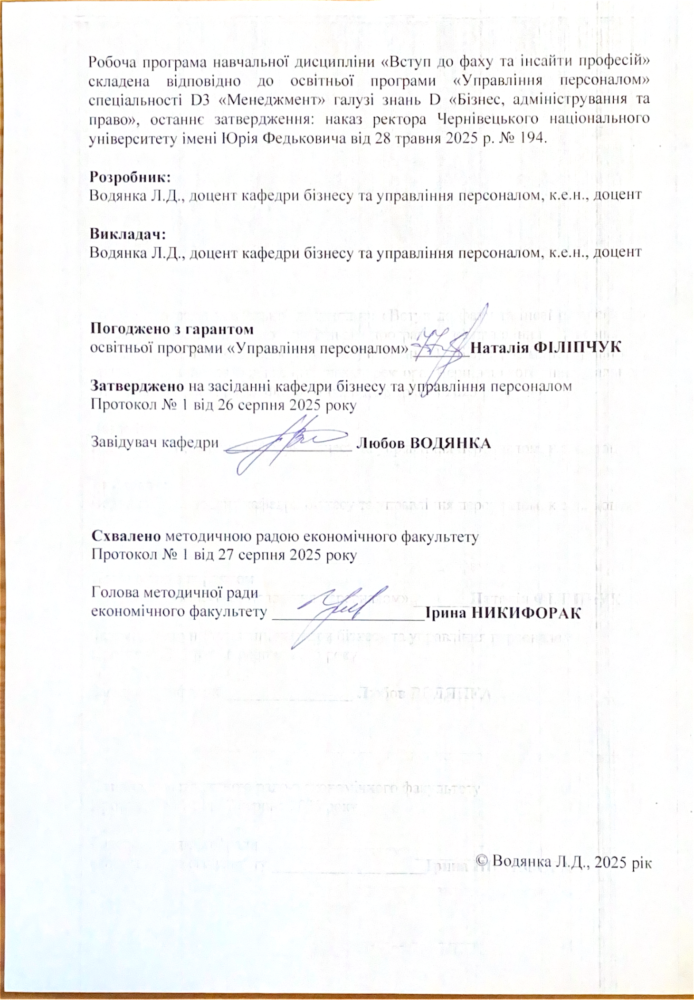 Робоча програма навчальної дисципліни «Вступ до фаху та інсайти професій»
складена відповідно до освітньої програми «Управління персоналом»
спеціальності D3 «Менеджмент» галузі знань D «Бізнес, адміністрування та
право», останнє затвердження: наказ ректора Чернівецького національного
університету імені Юрія Федьковича від 28 травня 2025 р. № 194.
Розробник:
Водянка Л.Д., доцент кафедри бізнесу та управління персоналом, к.е.н., доцент
Викладач:
Водянка Л.Д., доцент кафедри бізнесу та управління персоналом, к.е.н., доцент
Погоджено з гарантом
освітньої програми «Управління персоналом» Наталія ФІЛІПЧУК
Затверджено на засіданні кафедри бізнесу та управління персоналом
Протокол № 1 від 26 серпня 2025 року
Завідувач кафедри Любов ВОДЯНКА
Схвалено методичною радою економічного факультету
Протокол № 1 від 27 серпня 2025 року
Голова методичної ради
економічного факультету Ірина НИКИФОРАК
© Водянка Л.Д., 2025 рік